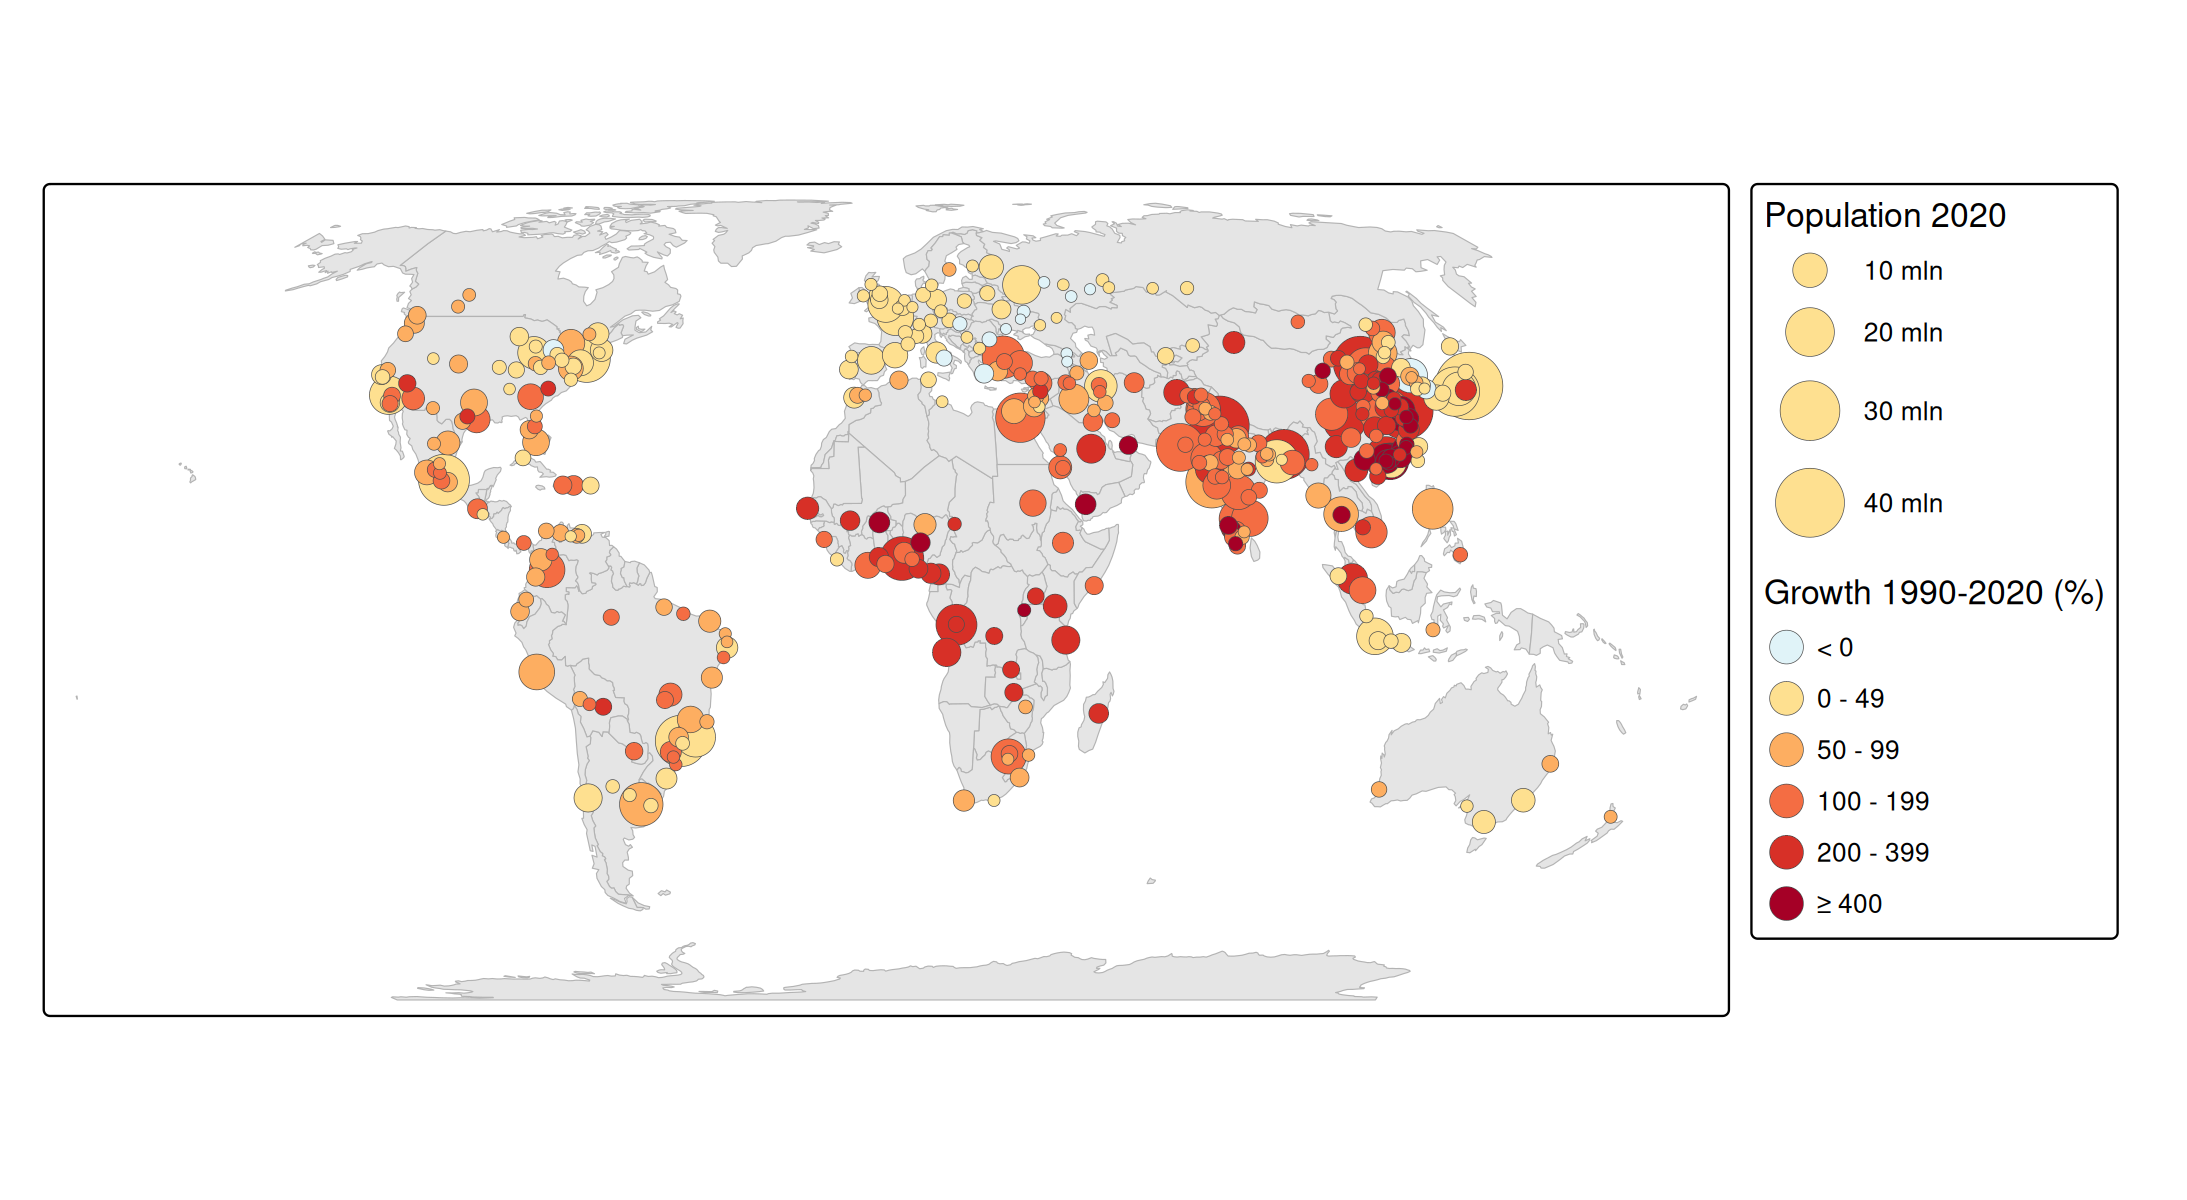 Population 2020
10 mln
20 mln
30 mln
40 mln
Growth 1990-2020 (%)
< 0
0 - 49
50 - 99
100 - 199
200 - 399
≥ 400